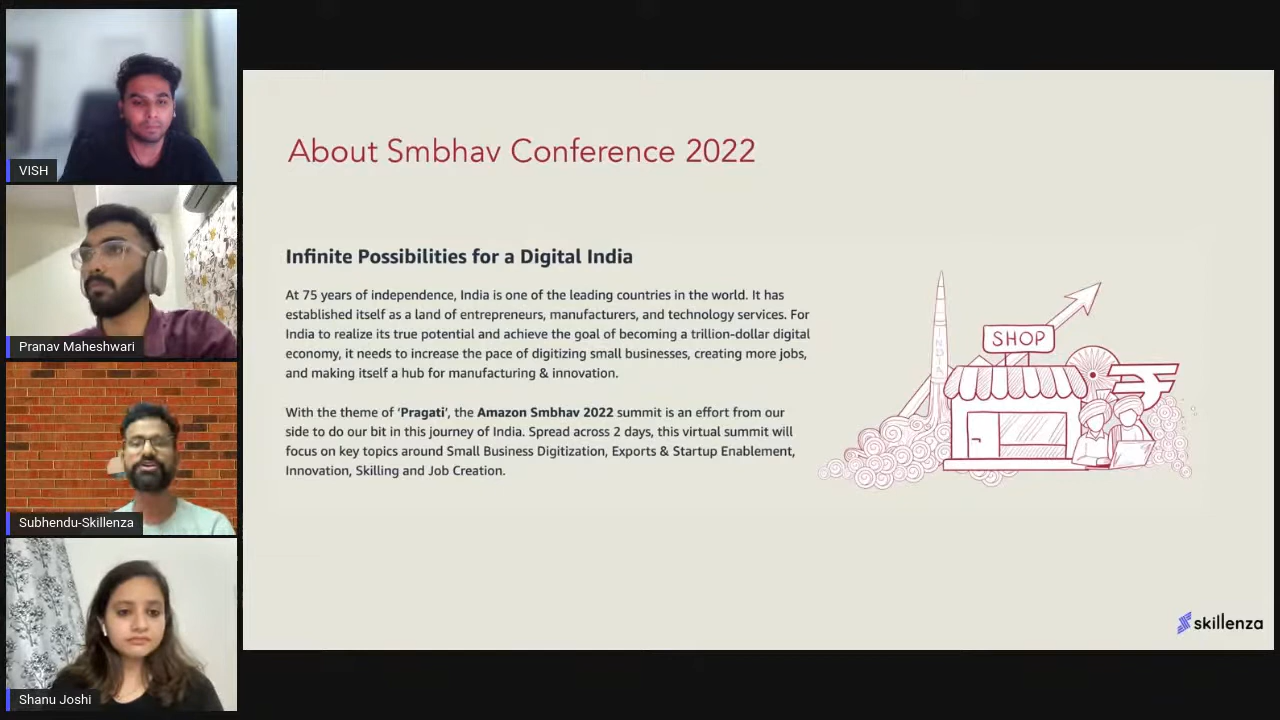 VISH
Pranav Maheshwari
Subhendu-Skillenza
Shanu Joshi
About Smbhav Conference 2022
Infinite Possibilities for a Digital India
At 75 years of independence, India is one of the leading countries in the world. It has
established itself as a land of entrepreneurs, manufacturers, and technology services. For
India to realize its true potential and achieve the goal of becoming a trillion-dollar digital
economy, it needs to increase the pace of digitizing small businesses, creating more jobs,
and making itself a hub for manufacturing & innovation.
With the theme of ‘Pragati’, the Amazon Smbhav 2022 summit is an effort from our
side to do our bit in this journey of India. Spread across 2 days, this virtual summit will
focus on key topics around Small Business Digitization, Exports & Startup Enablement,
Innovation, Skilling and Job Creation.
INDIA
SHOP
skillenza